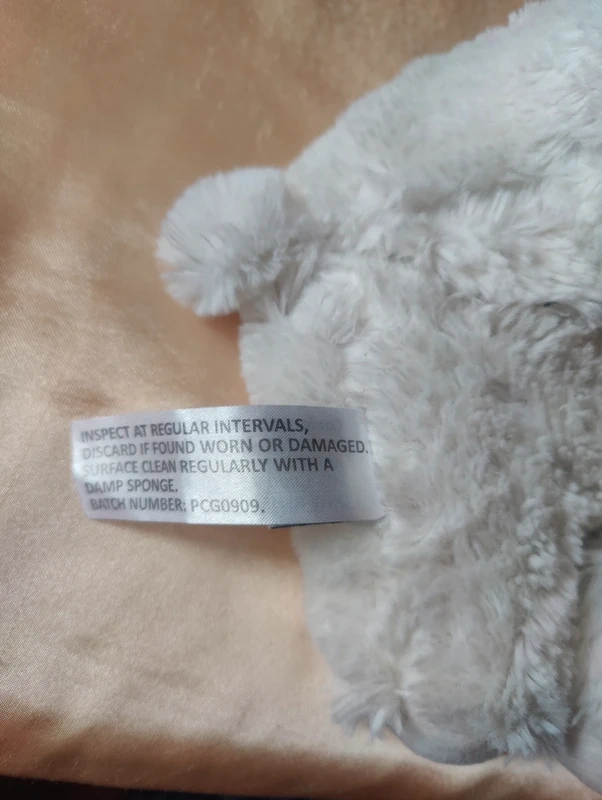 INSPECT AT REGULAR INTERVALS,
DISCARD IF FOUND WORN OR DAMAGED.
SURFACE CLEAN REGULARLY WITH A
DAMP SPONGE.
BATCH NUMBER: PCG0909.